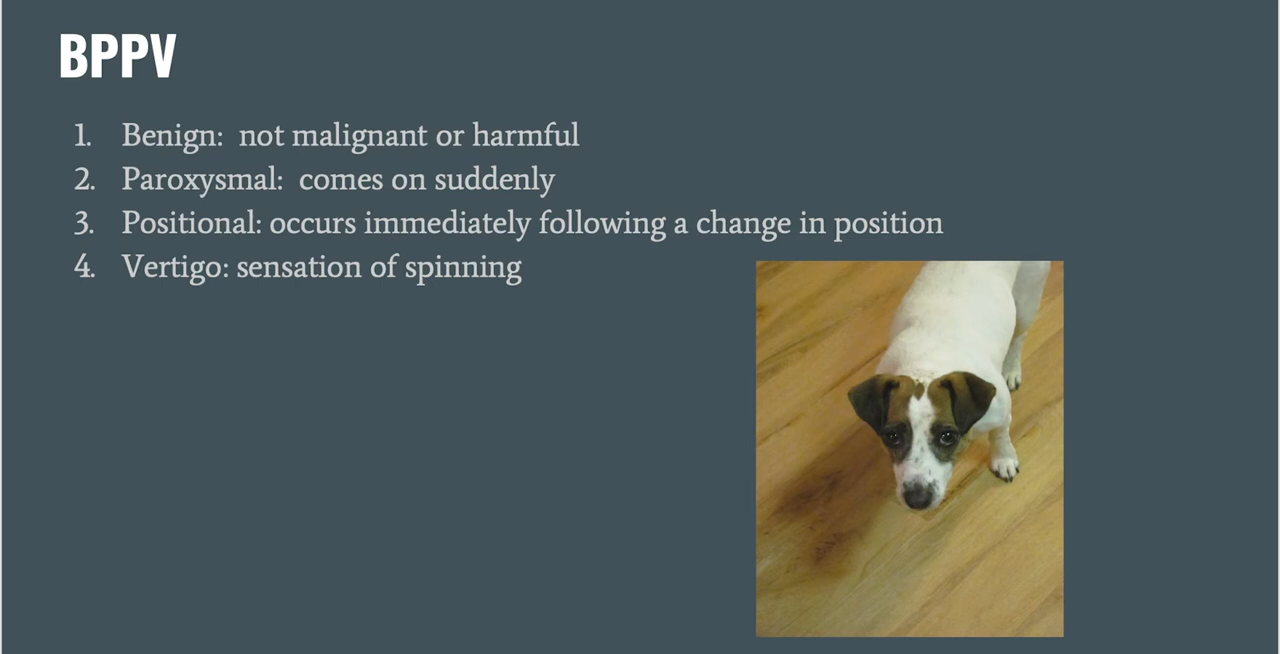 BPPV
1. Benign:  not malignant or harmful
2. Paroxysmal:  comes on suddenly
3. Positional: occurs immediately following a change in position
4. Vertigo: sensation of spinning